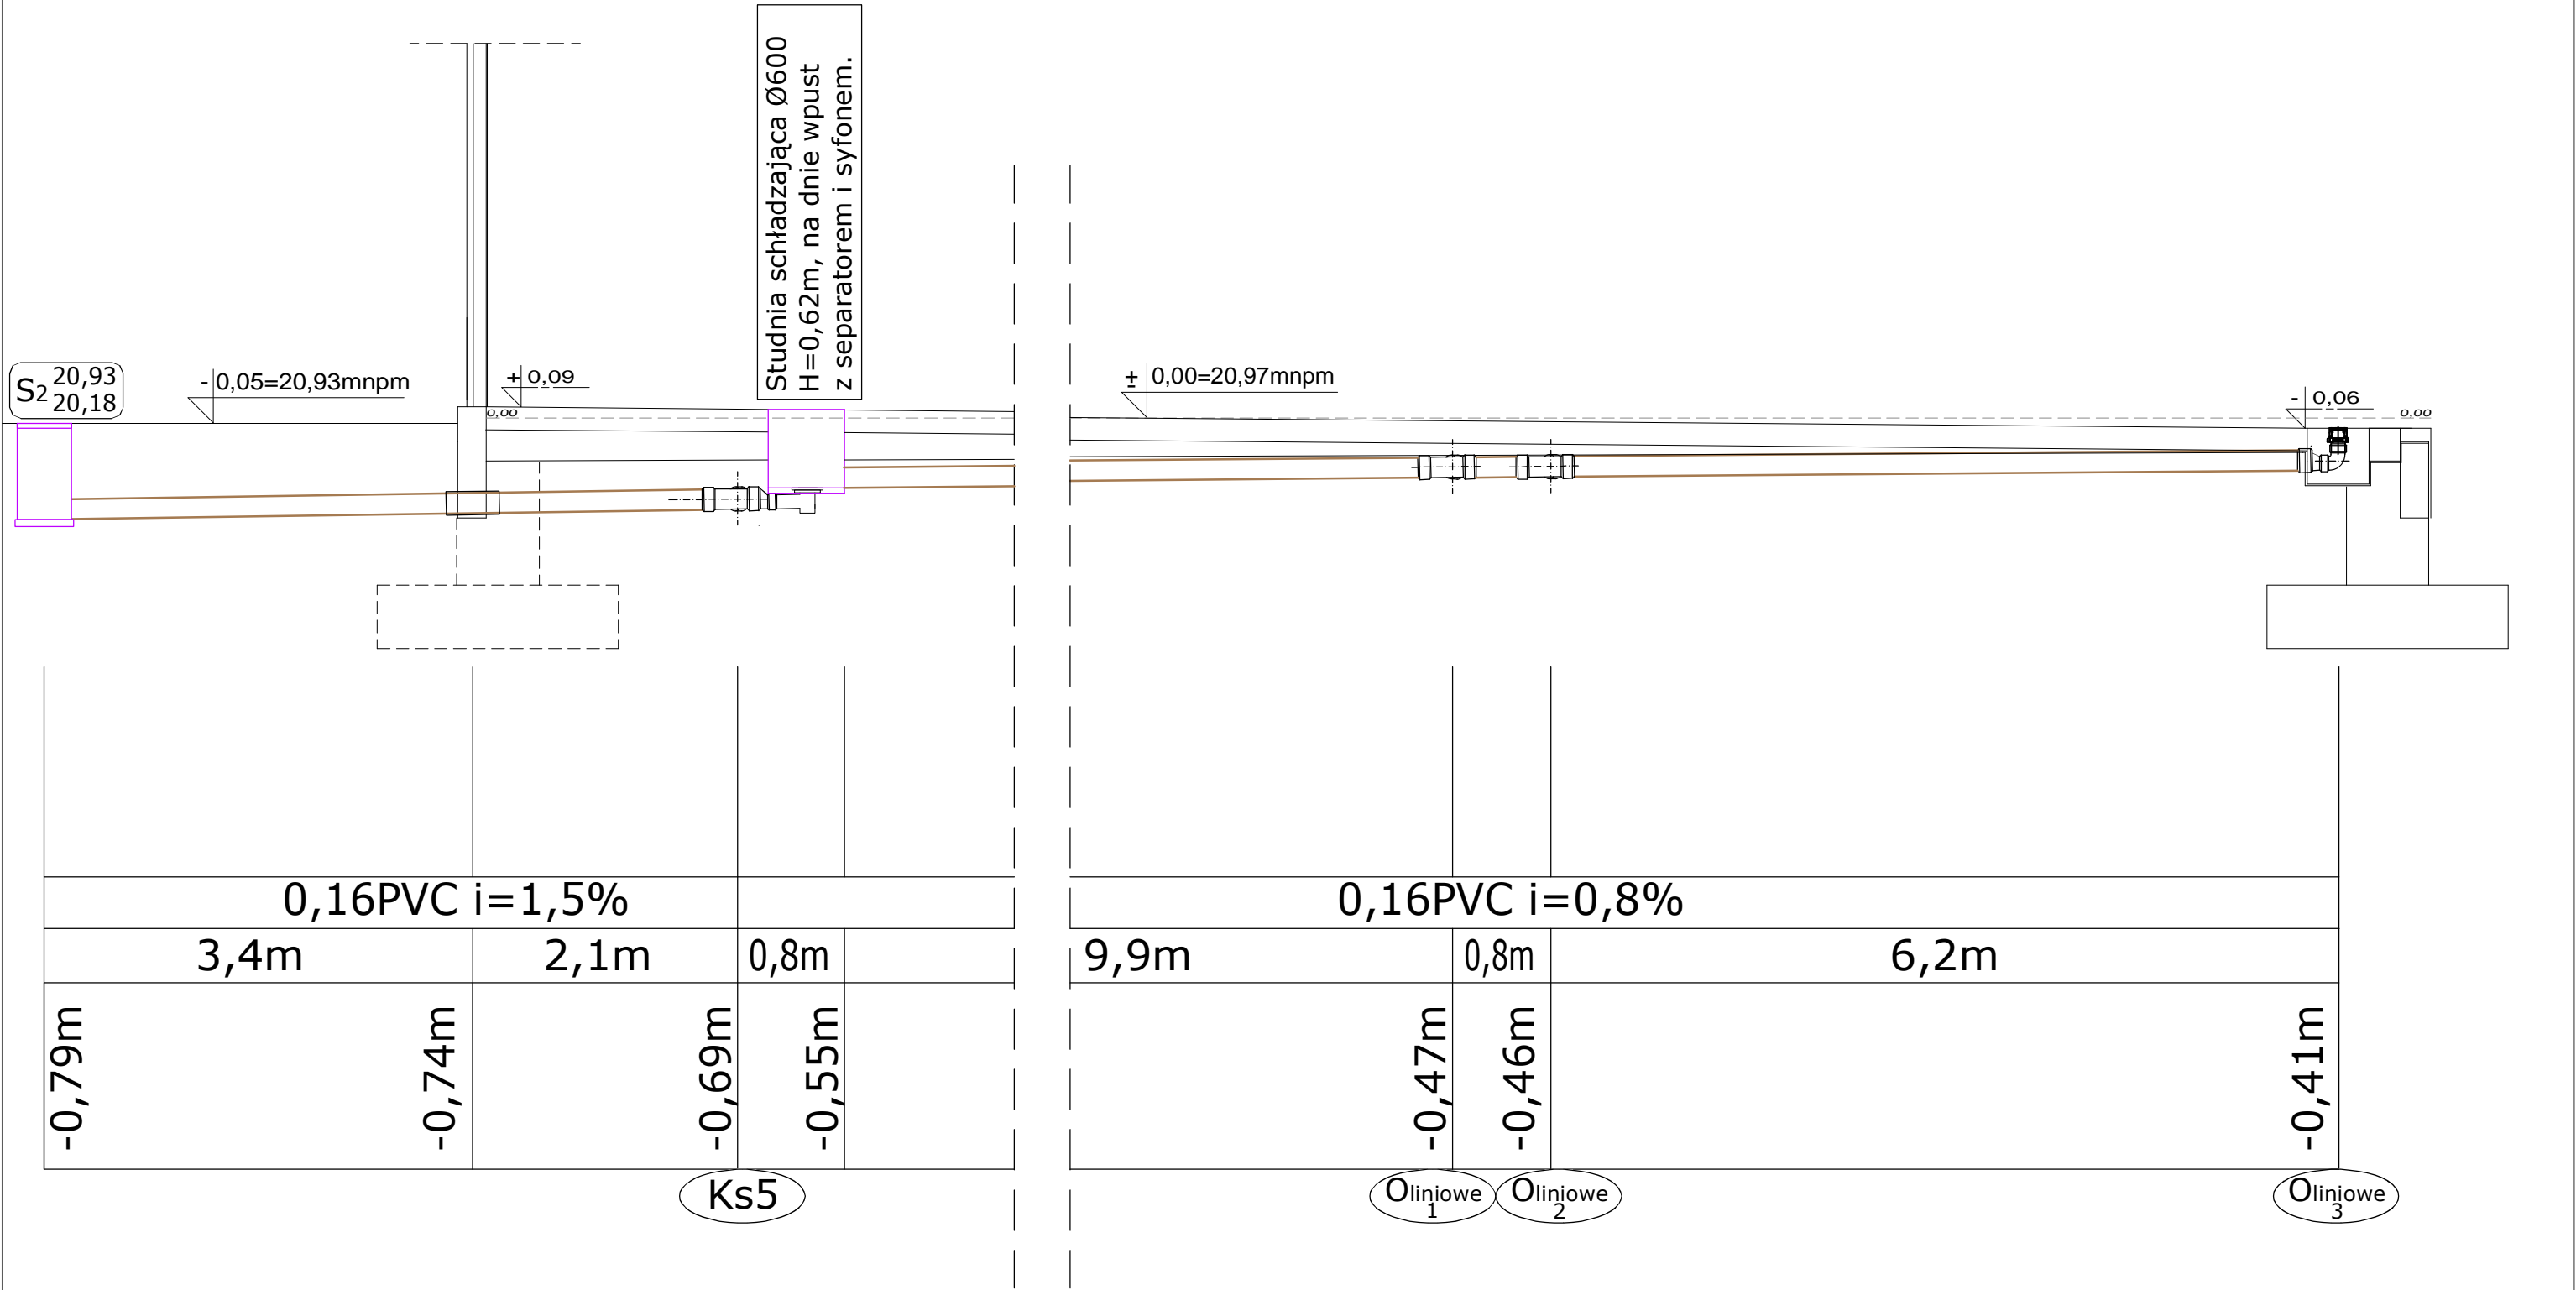 Studnia schładzająca Ø600
H=0,62m, na dnie wpust
z separatorem i syfonem.
S2 20,93
20,18
- 0,05=20,93mnpm
+ 0,09
0,00
± 0,00=20,97mnpm
- 0,06
0,00
0,16PVC i=1,5%
0,16PVC i=0,8%
3,4m
2,1m
0,8m
9,9m
0,8m
6,2m
-0,79m
-0,74m
-0,69m
-0,55m
-0,47m
-0,46m
-0,41m
Ks5
Oliniowe
1
Oliniowe
2
Oliniowe
3